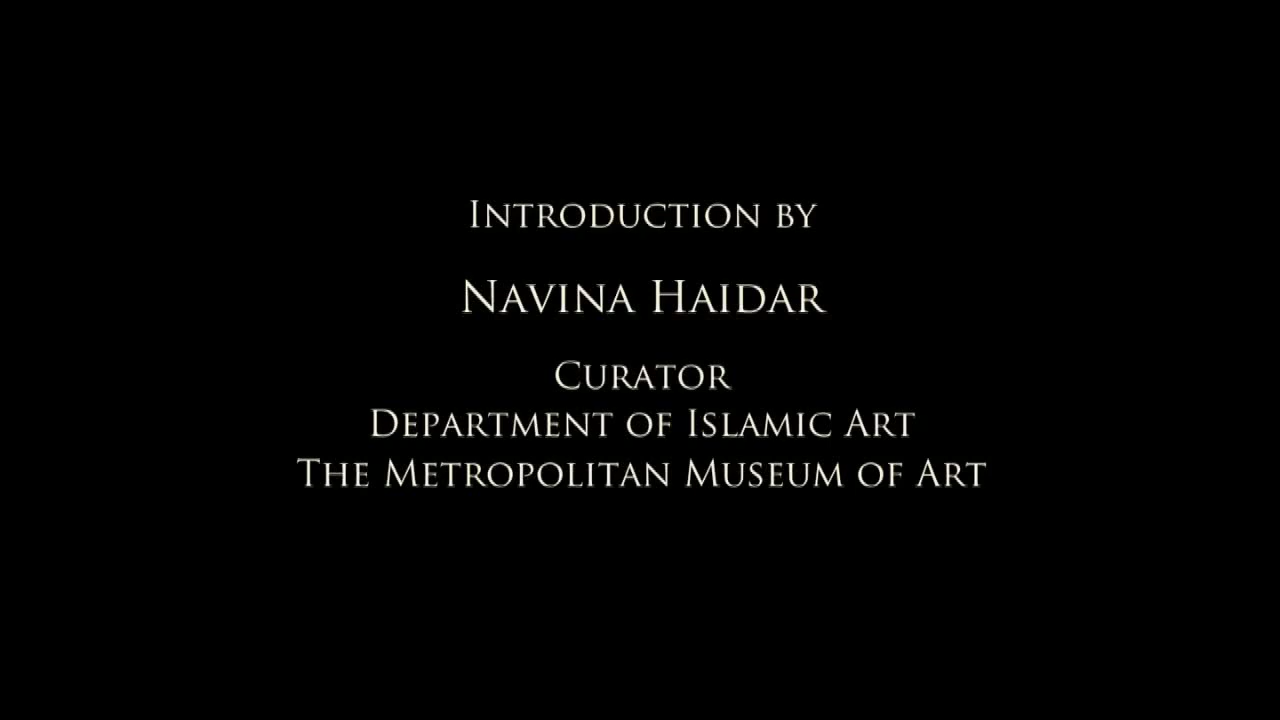 Introduction by
Navina Haidar
Curator
Department of Islamic Art
The Metropolitan Museum of Art